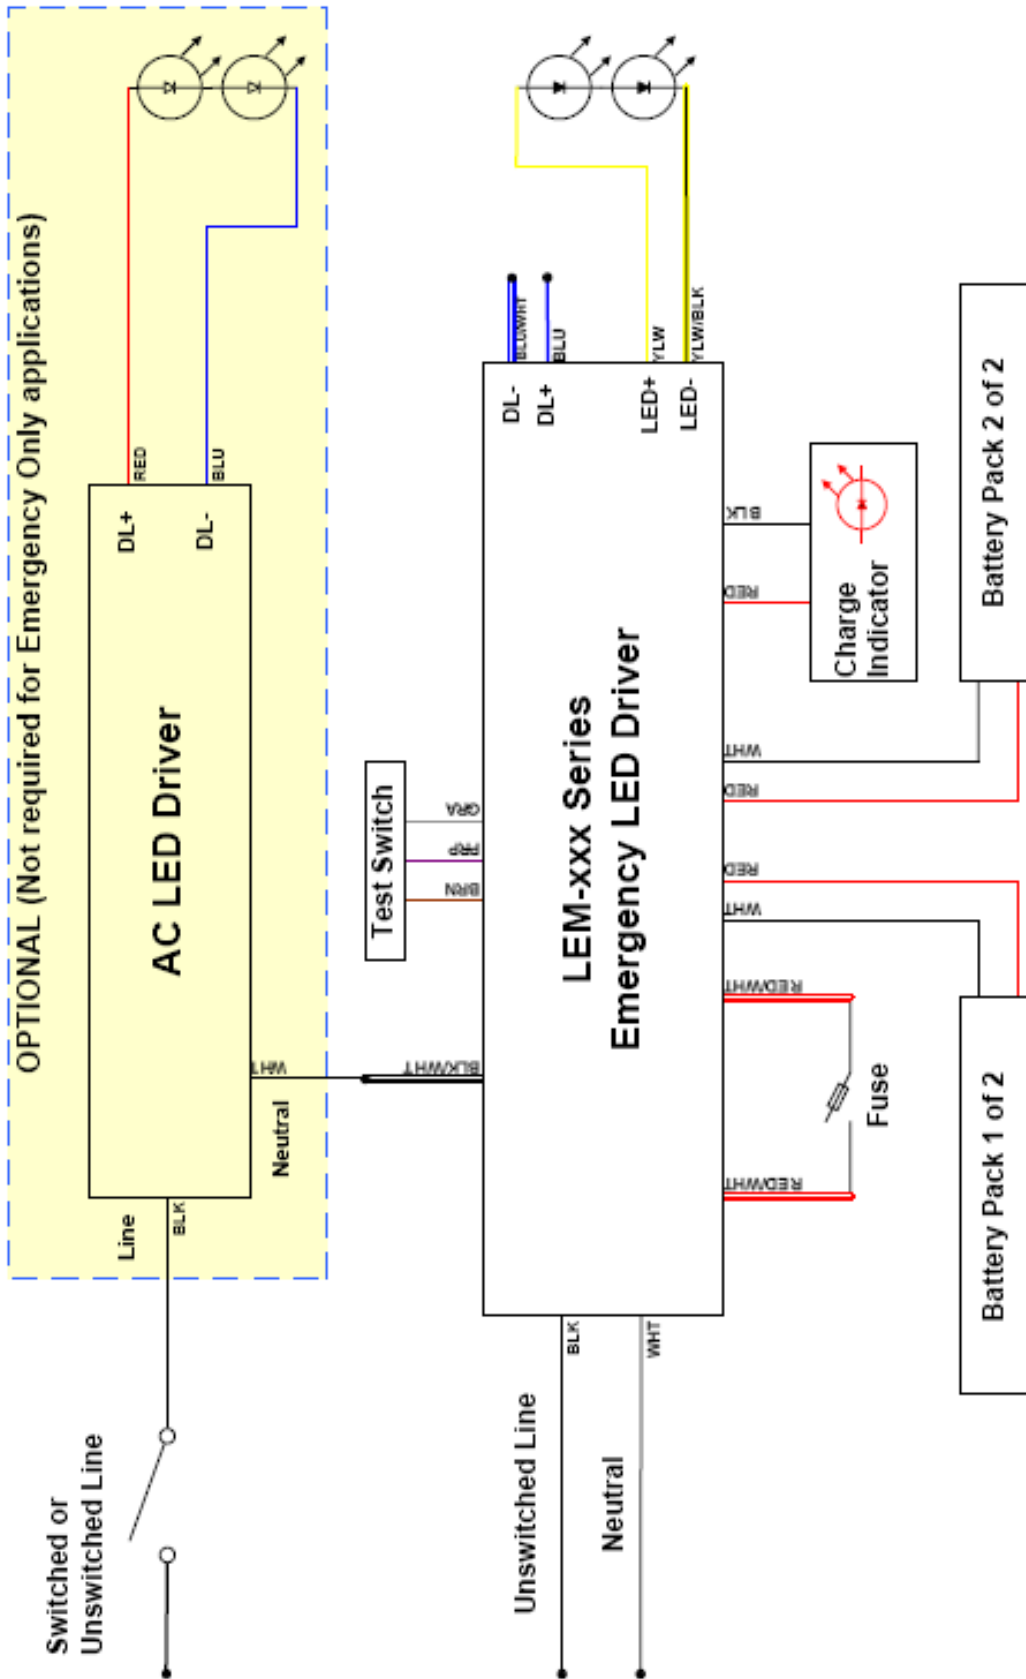 OPTIONAL (Not required for Emergency Only applications)
Switched or
Unswitched Line
Line
BLK
AC LED Driver
DL+
RED
DL-
BLU
Neutral
WHT
BLK/WHT
Test Switch
BRN
PRP
GRA
Unswitched Line
BLK
Neutral
WHT
LEM-xxx Series
Emergency LED Driver
DL-
BLU/WHT
DL+
BLU
LED+
YLW
LED-
YLW/BLK
RED/WHT
RED/WHT
WHT
RED
RED
WHT
RED
BLK
Fuse
Charge
Indicator
Battery Pack 1 of 2
Battery Pack 2 of 2